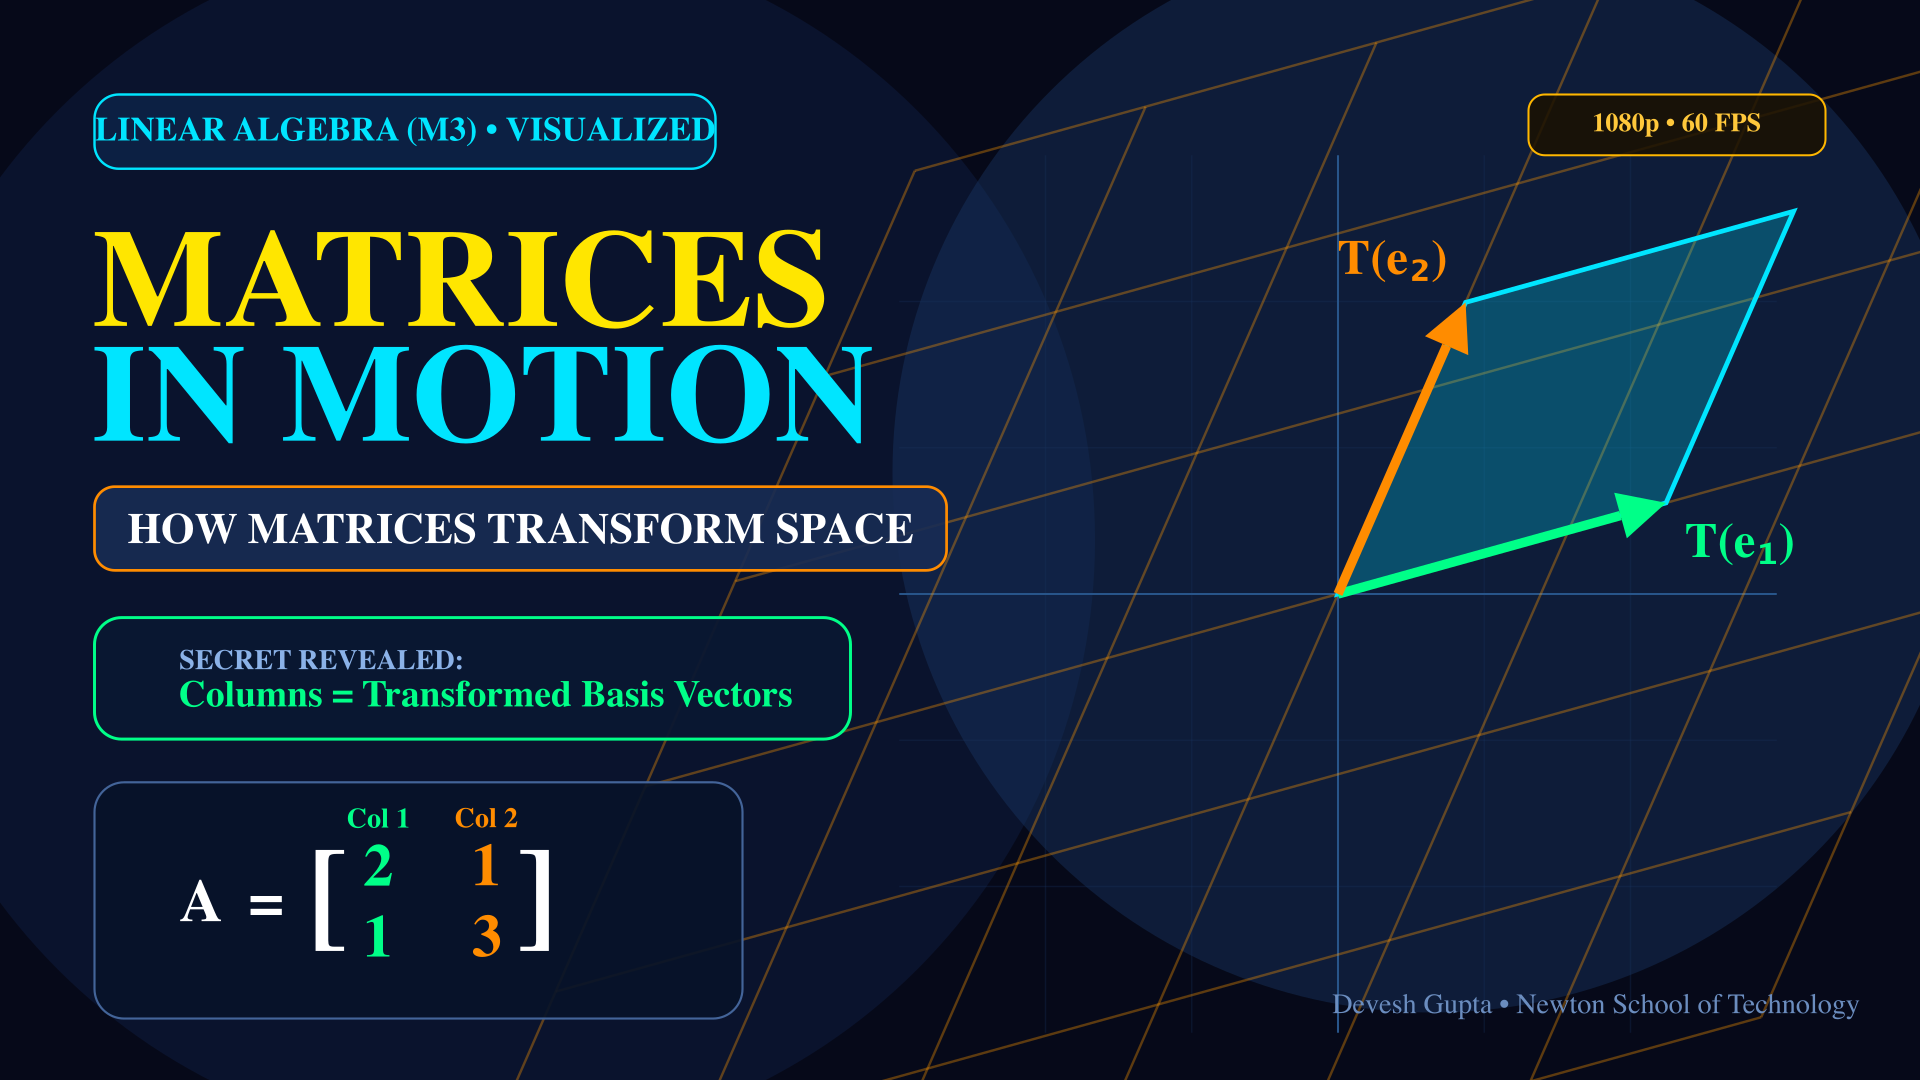 LINEAR ALGEBRA (M3) • VISUALIZED
1080p • 60 FPS
MATRICES
IN MOTION
HOW MATRICES TRANSFORM SPACE
SECRET REVEALED:
Columns = Transformed Basis Vectors
Col 1 Col 2
A = [ 2 1
1 3 ]
T(e₂)
T(e₁)
Devesh Gupta • Newton School of Technology